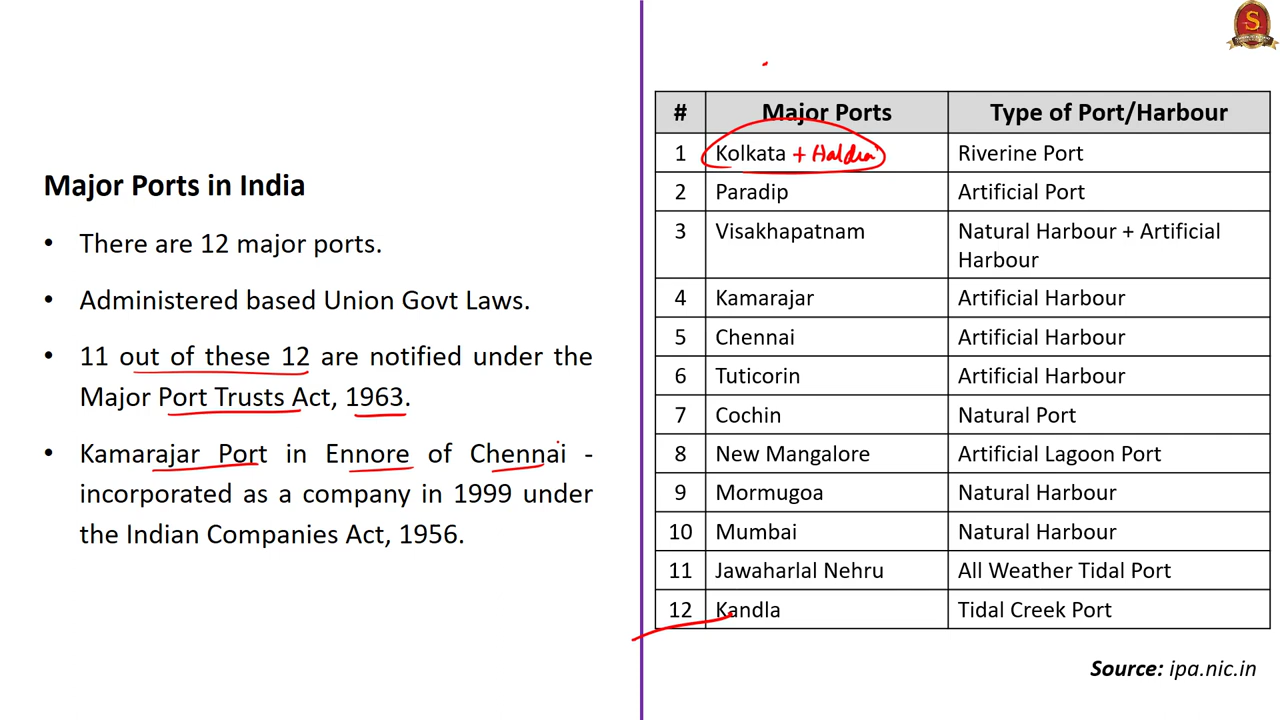 Major Ports in India
• There are 12 major ports.
• Administered based Union Govt Laws.
• 11 out of these 12 are notified under the
Major Port Trusts Act, 1963.
• Kamarajar Port in Ennore of Chennai -
incorporated as a company in 1999 under
the Indian Companies Act, 1956.
# Major Ports Type of Port/Harbour
1 Kolkata + Haldia Riverine Port
2 Paradip Artificial Port
3 Visakhapatnam Natural Harbour + Artificial
Harbour
4 Kamarajar Artificial Harbour
5 Chennai Artificial Harbour
6 Tuticorin Artificial Harbour
7 Cochin Natural Port
8 New Mangalore Artificial Lagoon Port
9 Mormugoa Natural Harbour
10 Mumbai Natural Harbour
11 Jawaharlal Nehru All Weather Tidal Port
12 Kandla Tidal Creek Port
Source: ipa.nic.in
S